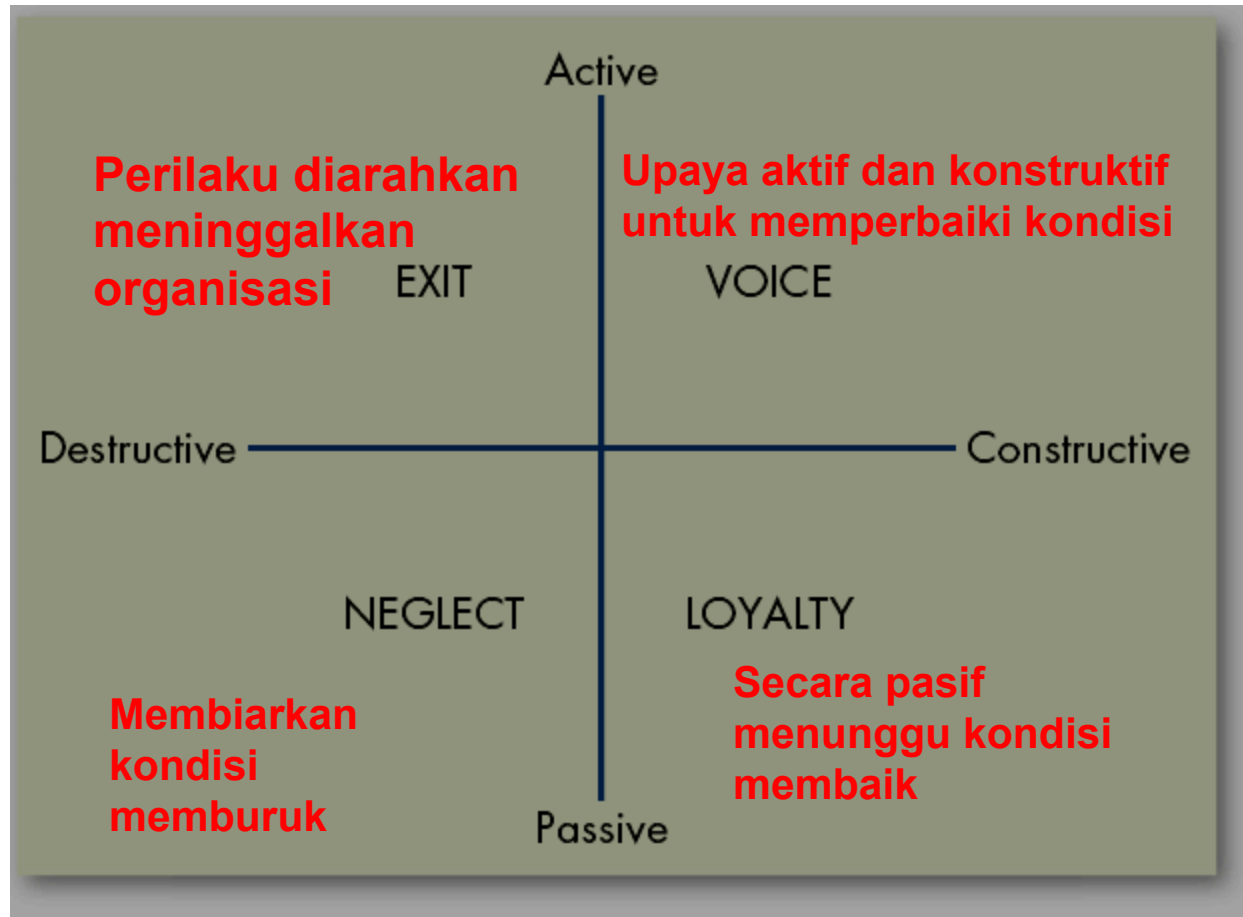 Active
Perilaku diarahkan
meninggalkan
organisasi
EXIT
Upaya aktif dan konstruktif
untuk memperbaiki kondisi
VOICE
Destructive
Constructive
NEGLECT
Membiarkan
kondisi
memburuk
LOYALTY
Secara pasif
menunggu kondisi
membaik
Passive